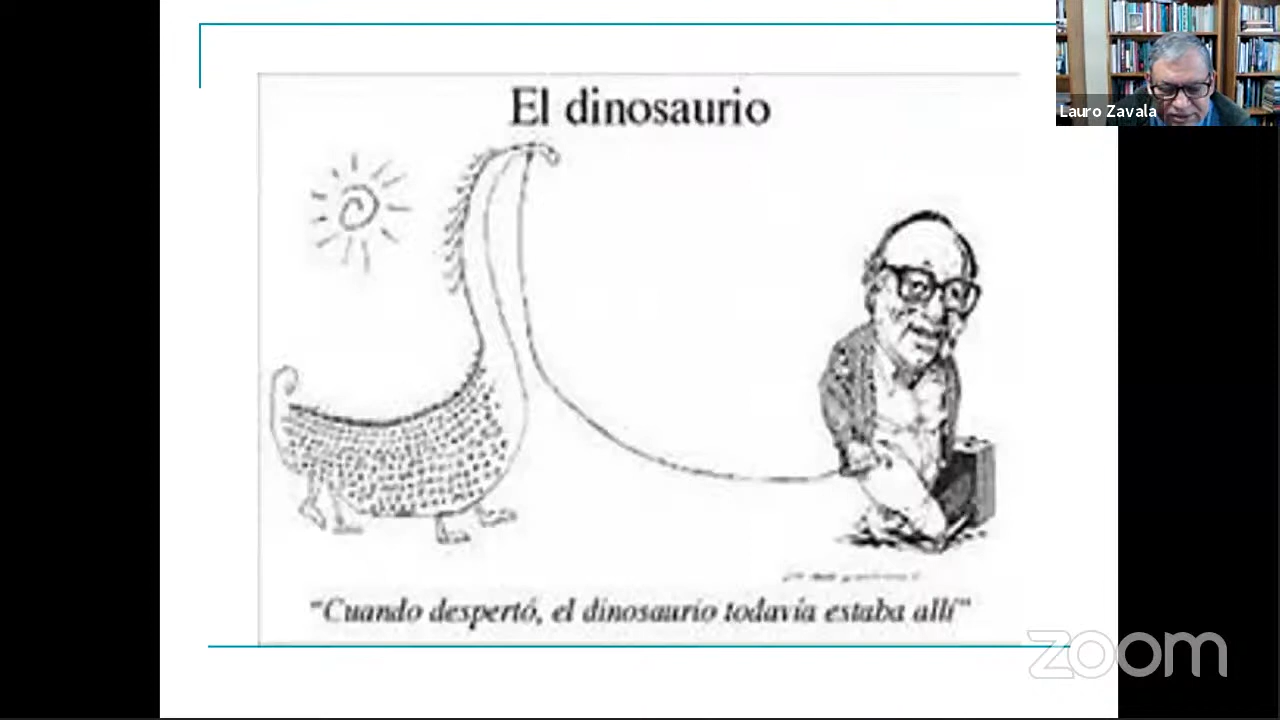 El dinosaurio
Lauro Zavala
"Cuando despertó, el dinosaurio todavía estaba allí"
zoom